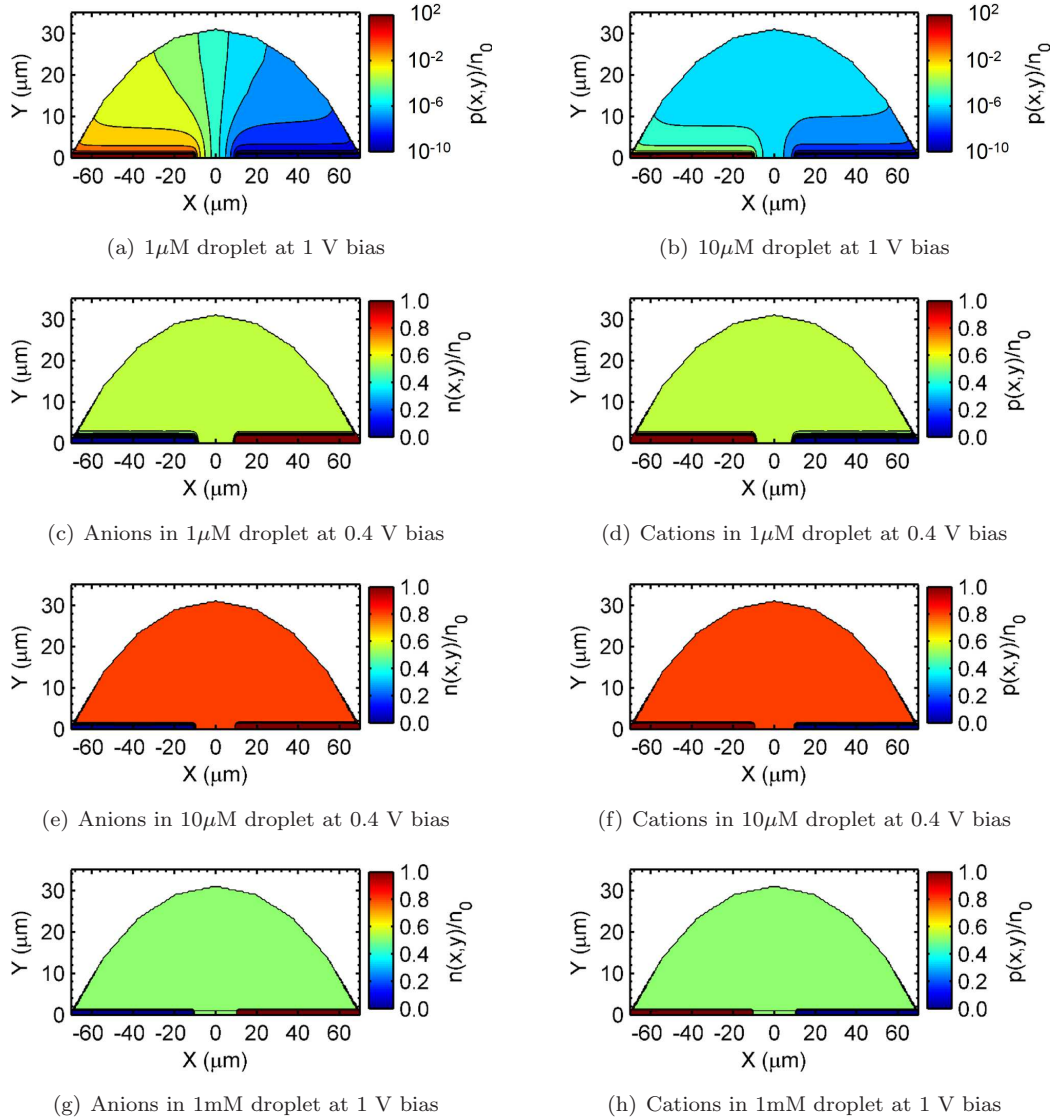 30
20
10
0
Y (μm)
-60 -40 -20 0 20 40 60
X (μm)
10²
10⁻²
10⁻⁶
10⁻¹⁰
p(x,y)/n₀
30
20
10
0
Y (μm)
-60 -40 -20 0 20 40 60
X (μm)
10²
10⁻²
10⁻⁶
10⁻¹⁰
p(x,y)/n₀
(a) 1μM droplet at 1 V bias
(b) 10μM droplet at 1 V bias
30
20
10
0
Y (μm)
-60 -40 -20 0 20 40 60
X (μm)
1.0
0.8
0.6
0.4
0.2
0.0
n(x,y)/n₀
30
20
10
0
Y (μm)
-60 -40 -20 0 20 40 60
X (μm)
1.0
0.8
0.6
0.4
0.2
0.0
p(x,y)/n₀
(c) Anions in 1μM droplet at 0.4 V bias
(d) Cations in 1μM droplet at 0.4 V bias
30
20
10
0
Y (μm)
-60 -40 -20 0 20 40 60
X (μm)
1.0
0.8
0.6
0.4
0.2
0.0
n(x,y)/n₀
30
20
10
0
Y (μm)
-60 -40 -20 0 20 40 60
X (μm)
1.0
0.8
0.6
0.4
0.2
0.0
p(x,y)/n₀
(e) Anions in 10μM droplet at 0.4 V bias
(f) Cations in 10μM droplet at 0.4 V bias
30
20
10
0
Y (μm)
-60 -40 -20 0 20 40 60
X (μm)
1.0
0.8
0.6
0.4
0.2
0.0
n(x,y)/n₀
30
20
10
0
Y (μm)
-60 -40 -20 0 20 40 60
X (μm)
1.0
0.8
0.6
0.4
0.2
0.0
p(x,y)/n₀
(g) Anions in 1mM droplet at 1 V bias
(h) Cations in 1mM droplet at 1 V bias